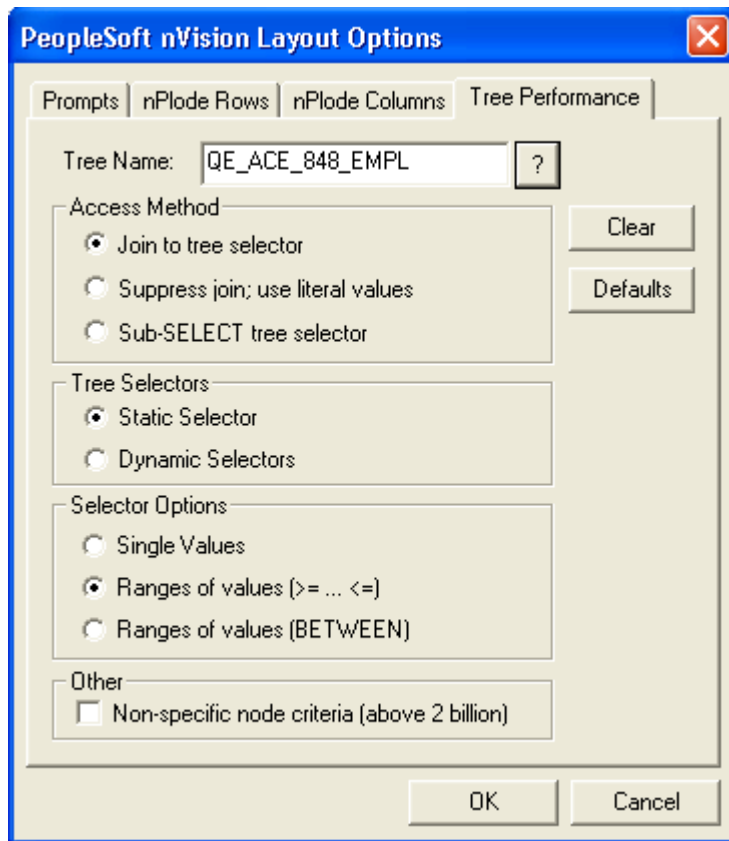 PeopleSoft nVision Layout Options
Prompts nPlode Rows nPlode Columns Tree Performance
Tree Name: QE_ACE_848_EMPL ?
Access Method
Join to tree selector
Suppress join; use literal values
Sub-SELECT tree selector
Clear
Defaults
Tree Selectors
Static Selector
Dynamic Selectors
Selector Options
Single Values
Ranges of values (>= ... <=)
Ranges of values (BETWEEN)
Other
Non-specific node criteria (above 2 billion)
OK Cancel